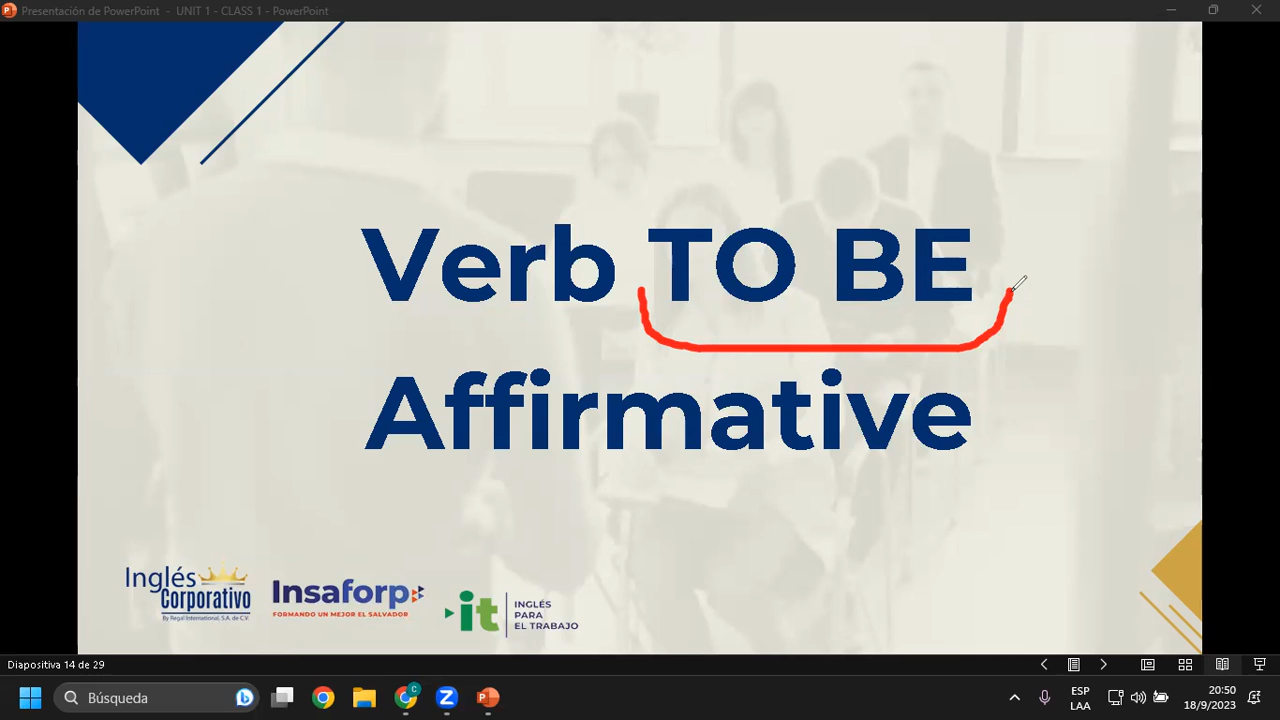 Presentación de PowerPoint - UNIT 1 - CLASS 1 - PowerPoint
Verb TO BE
Affirmative
Inglés
Corporativo
By Regal International, S.A. de C.V.
Insaforp
FORMANDO UN MEJOR EL SALVADOR
it
INGLÉS
PARA
EL TRABAJO
Diapositiva 14 de 29
Búsqueda
ESP
LAA
20:50
18/9/2023